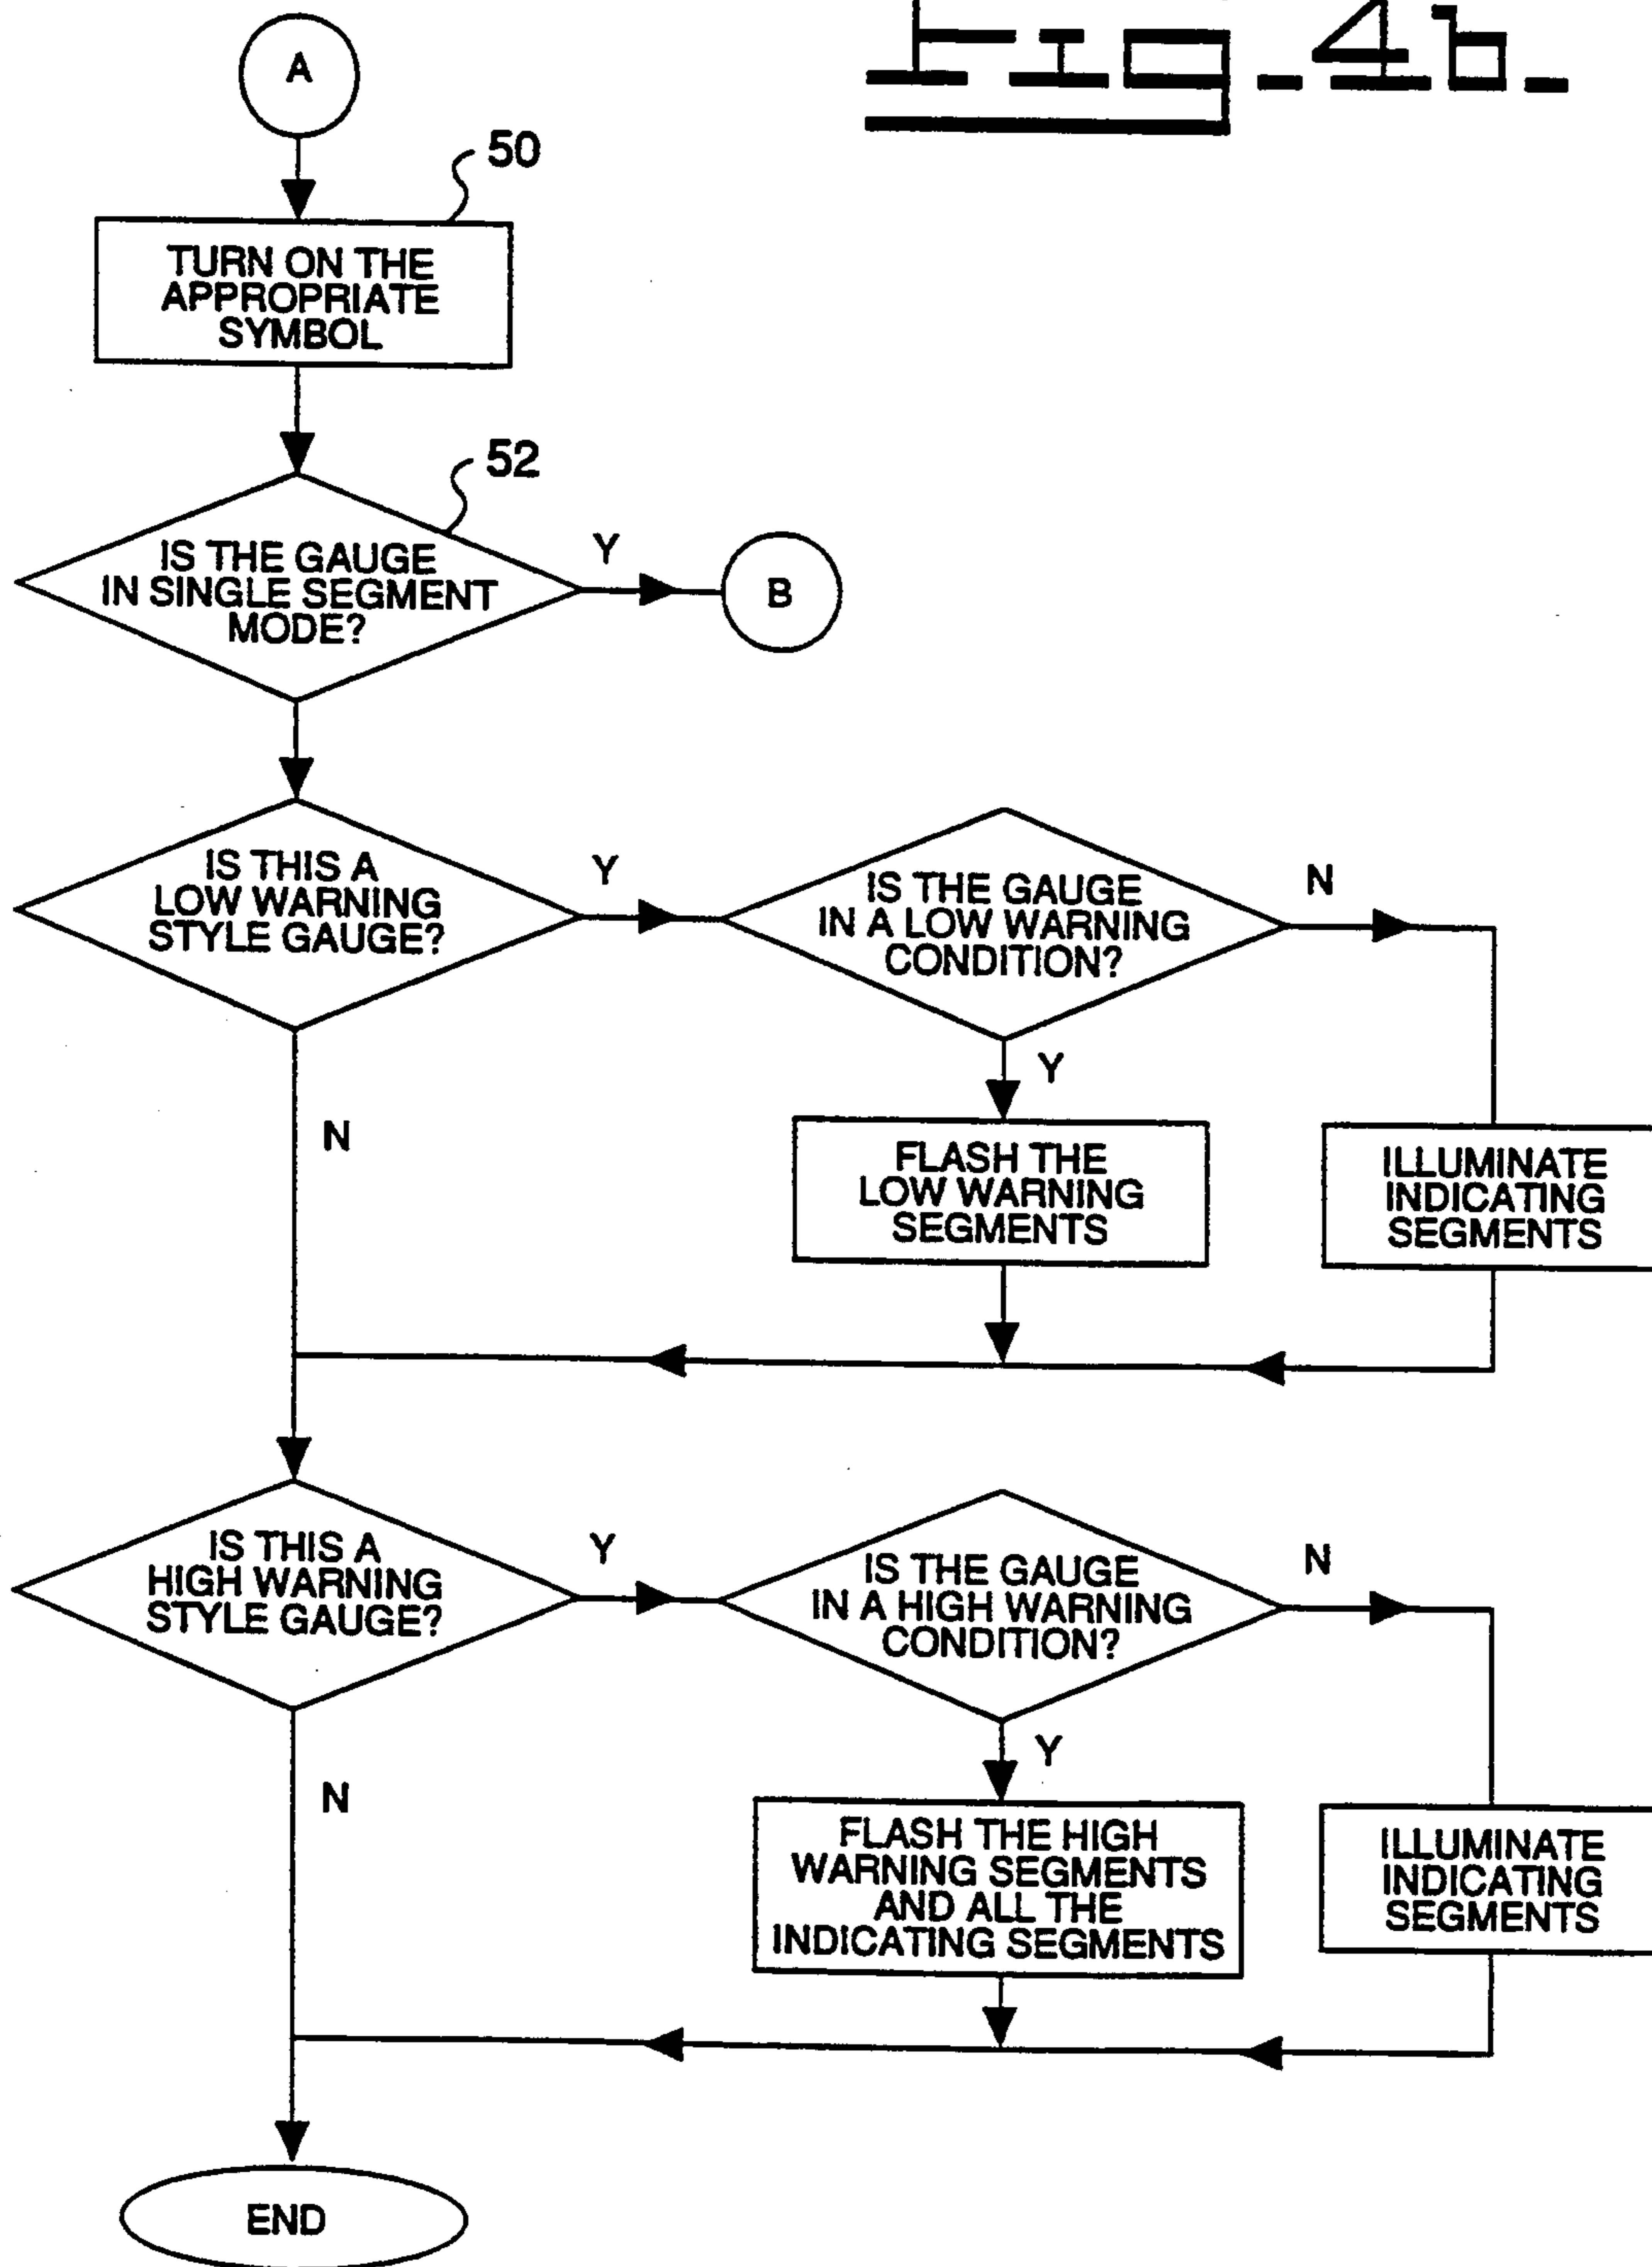 Fig. 4b.
A
50
TURN ON THE
APPROPRIATE
SYMBOL
52
IS THE GAUGE
IN SINGLE SEGMENT
MODE?
Y
B
IS THIS A
LOW WARNING
STYLE GAUGE?
Y
IS THE GAUGE
IN A LOW WARNING
CONDITION?
N
Y
N
FLASH THE
LOW WARNING
SEGMENTS
ILLUMINATE
INDICATING
SEGMENTS
IS THIS A
HIGH WARNING
STYLE GAUGE?
Y
IS THE GAUGE
IN A HIGH WARNING
CONDITION?
N
Y
N
FLASH THE HIGH
WARNING SEGMENTS
AND ALL THE
INDICATING SEGMENTS
ILLUMINATE
INDICATING
SEGMENTS
END